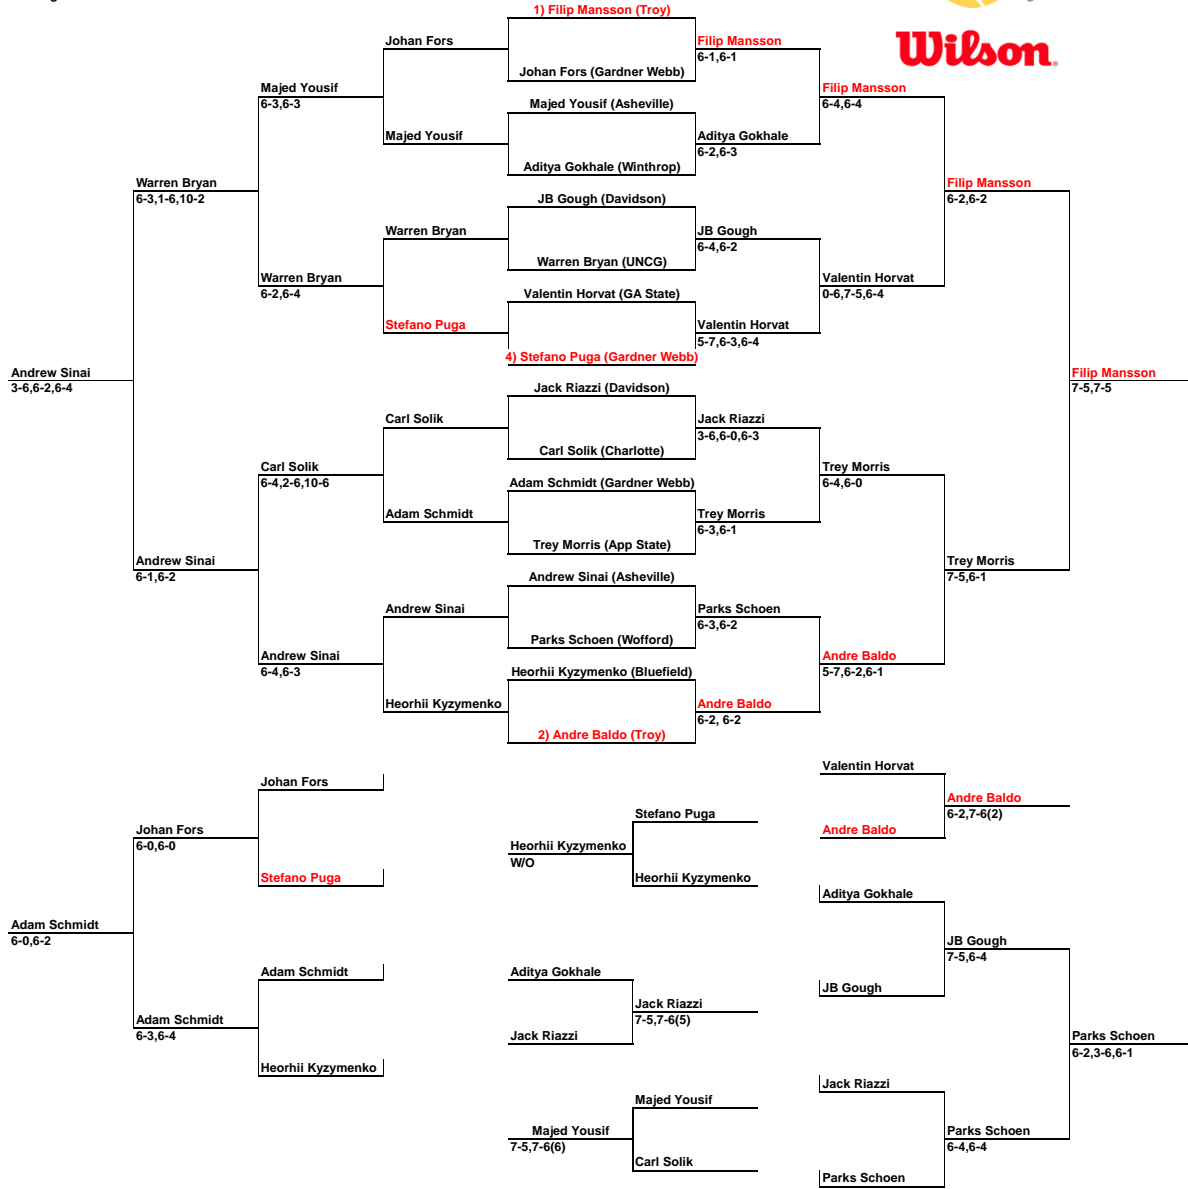 1) Filip Mansson (Troy)
Johan Fors
Filip Mansson
6-1,6-1
Wilson
Johan Fors (Gardner Webb)
Majed Yousif
6-3,6-3
Filip Mansson
6-4,6-4
Majed Yousif (Asheville)
Majed Yousif
Aditya Gokhale
6-2,6-3
Aditya Gokhale (Winthrop)
Warren Bryan
6-3,1-6,10-2
Filip Mansson
6-2,6-2
JB Gough (Davidson)
Warren Bryan
JB Gough
6-4,6-2
Warren Bryan (UNCG)
Warren Bryan
6-2,6-4
Valentin Horvat
0-6,7-5,6-4
Valentin Horvat (GA State)
Stefano Puga
Valentin Horvat
5-7,6-3,6-4
4) Stefano Puga (Gardner Webb)
Andrew Sinai
3-6,6-2,6-4
Filip Mansson
7-5,7-5
Jack Riazzi (Davidson)
Carl Solik
Jack Riazzi
3-6,6-0,6-3
Carl Solik (Charlotte)
Carl Solik
6-4,2-6,10-6
Trey Morris
6-4,6-0
Adam Schmidt (Gardner Webb)
Adam Schmidt
Trey Morris
6-3,6-1
Trey Morris (App State)
Andrew Sinai
6-1,6-2
Trey Morris
7-5,6-1
Andrew Sinai (Asheville)
Andrew Sinai
Parks Schoen
6-3,6-2
Parks Schoen (Wofford)
Andrew Sinai
6-4,6-3
Andre Baldo
5-7,6-2,6-1
Heorhii Kyzymenko (Bluefield)
Heorhii Kyzymenko
Andre Baldo
6-2, 6-2
2) Andre Baldo (Troy)
Johan Fors
Johan Fors
6-0,6-0
Stefano Puga
Adam Schmidt
6-0,6-2
Adam Schmidt
Adam Schmidt
6-3,6-4
Heorhii Kyzymenko
Stefano Puga
Heorhii Kyzymenko
W/O
Heorhii Kyzymenko
Aditya Gokhale
Jack Riazzi
7-5,7-6(5)
Jack Riazzi
Majed Yousif
Majed Yousif
7-5,7-6(6)
Carl Solik
Valentin Horvat
Andre Baldo
6-2,7-6(2)
Andre Baldo
Aditya Gokhale
JB Gough
7-5,6-4
JB Gough
Parks Schoen
6-2,3-6,6-1
Jack Riazzi
Parks Schoen
6-4,6-4
Parks Schoen